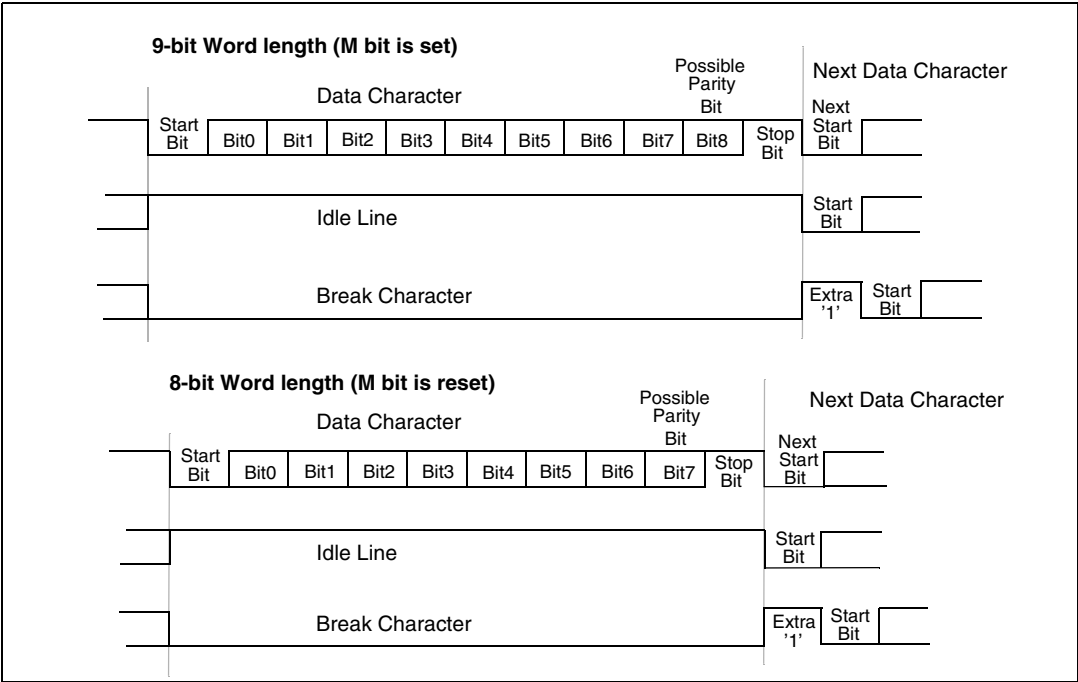 9-bit Word length (M bit is set)
Data Character
Possible
Parity
Bit
Next Data Character
Start
Bit
Bit0
Bit1
Bit2
Bit3
Bit4
Bit5
Bit6
Bit7
Bit8
Stop
Bit
Next
Start
Bit
Idle Line
Start
Bit
Break Character
Extra
'1'
Start
Bit
8-bit Word length (M bit is reset)
Data Character
Possible
Parity
Bit
Next Data Character
Start
Bit
Bit0
Bit1
Bit2
Bit3
Bit4
Bit5
Bit6
Bit7
Stop
Bit
Next
Start
Bit
Idle Line
Start
Bit
Break Character
Extra
'1'
Start
Bit